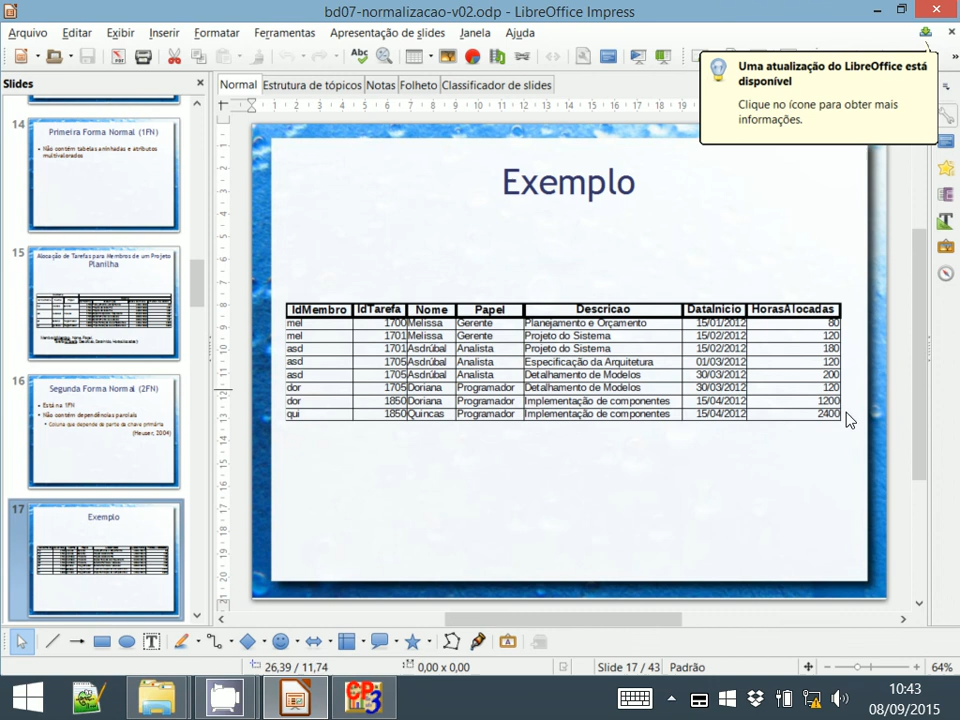 bd07-normalizacao-v02.odp - LibreOffice Impress
Arquivo Editar Exibir Inserir Formatar Ferramentas Apresentação de slides Janela Ajuda
Uma atualização do LibreOffice está
disponível
Clique no ícone para obter mais
informações.
Slides
Normal Estrutura de tópicos Notas Folheto Classificador de slides
14
Primeira Forma Normal (1FN)
Não contém tabelas aninhadas e atributos
multivalorados
15
Alocação de Tarefas para Membros de um Projeto
Planilha
16
Segunda Forma Normal (2FN)
Está na 1FN
Não contém dependências parciais
Coluna que depende de parte da chave primária
(Heuser, 2004)
17
Exemplo
Exemplo
IdMembro IdTarefa Nome Papel Descricao DataInicio HorasAlocadas
mel 1700 Melissa Gerente Planejamento e Orçamento 15/01/2012 80
mel 1701 Melissa Gerente Projeto do Sistema 15/02/2012 120
asd 1701 Asdrúbal Analista Projeto do Sistema 15/02/2012 180
asd 1705 Asdrúbal Analista Especificação da Arquitetura 01/03/2012 120
asd 1705 Asdrúbal Analista Detalhamento de Modelos 30/03/2012 200
dor 1705 Doriana Programador Detalhamento de Modelos 30/03/2012 120
dor 1850 Doriana Programador Implementação de componentes 15/04/2012 1200
qui 1850 Quincas Programador Implementação de componentes 15/04/2012 2400
26,39 / 11,74 0,00 x 0,00 Slide 17 / 43 Padrão 64%
10:43
08/09/2015